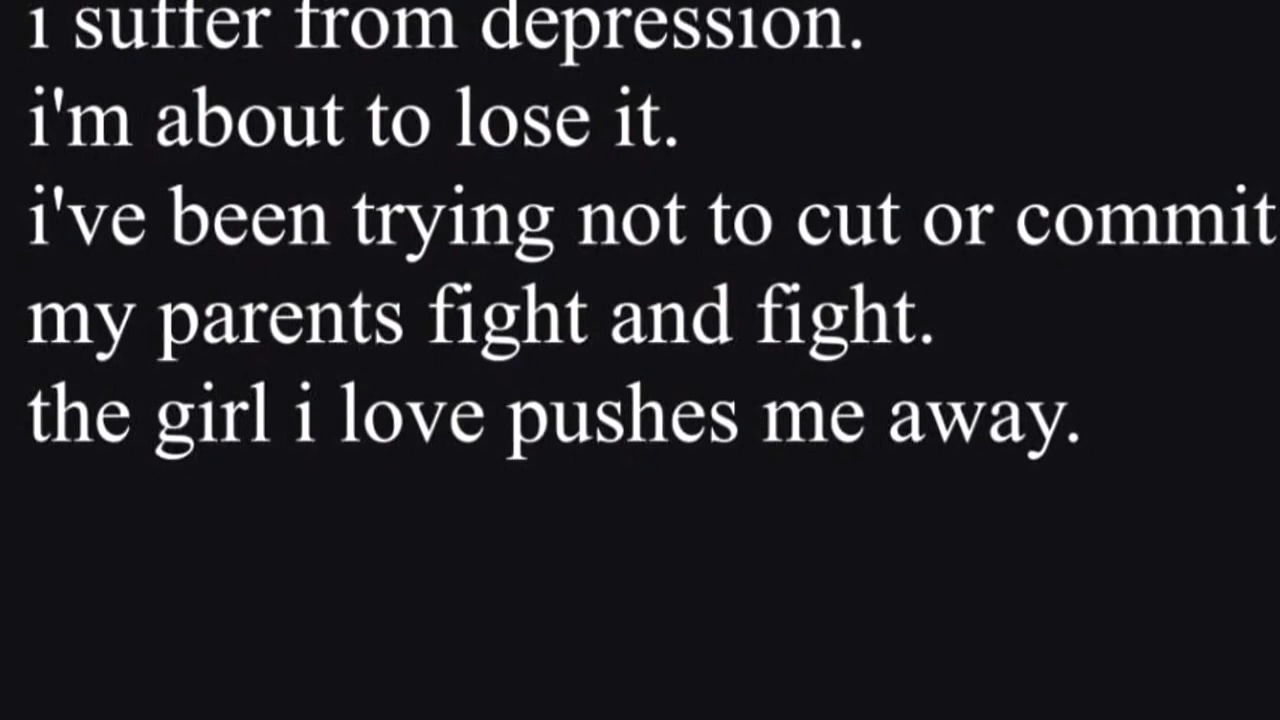 i suffer from depression.
i'm about to lose it.
i've been trying not to cut or commit
my parents fight and fight.
the girl i love pushes me away.